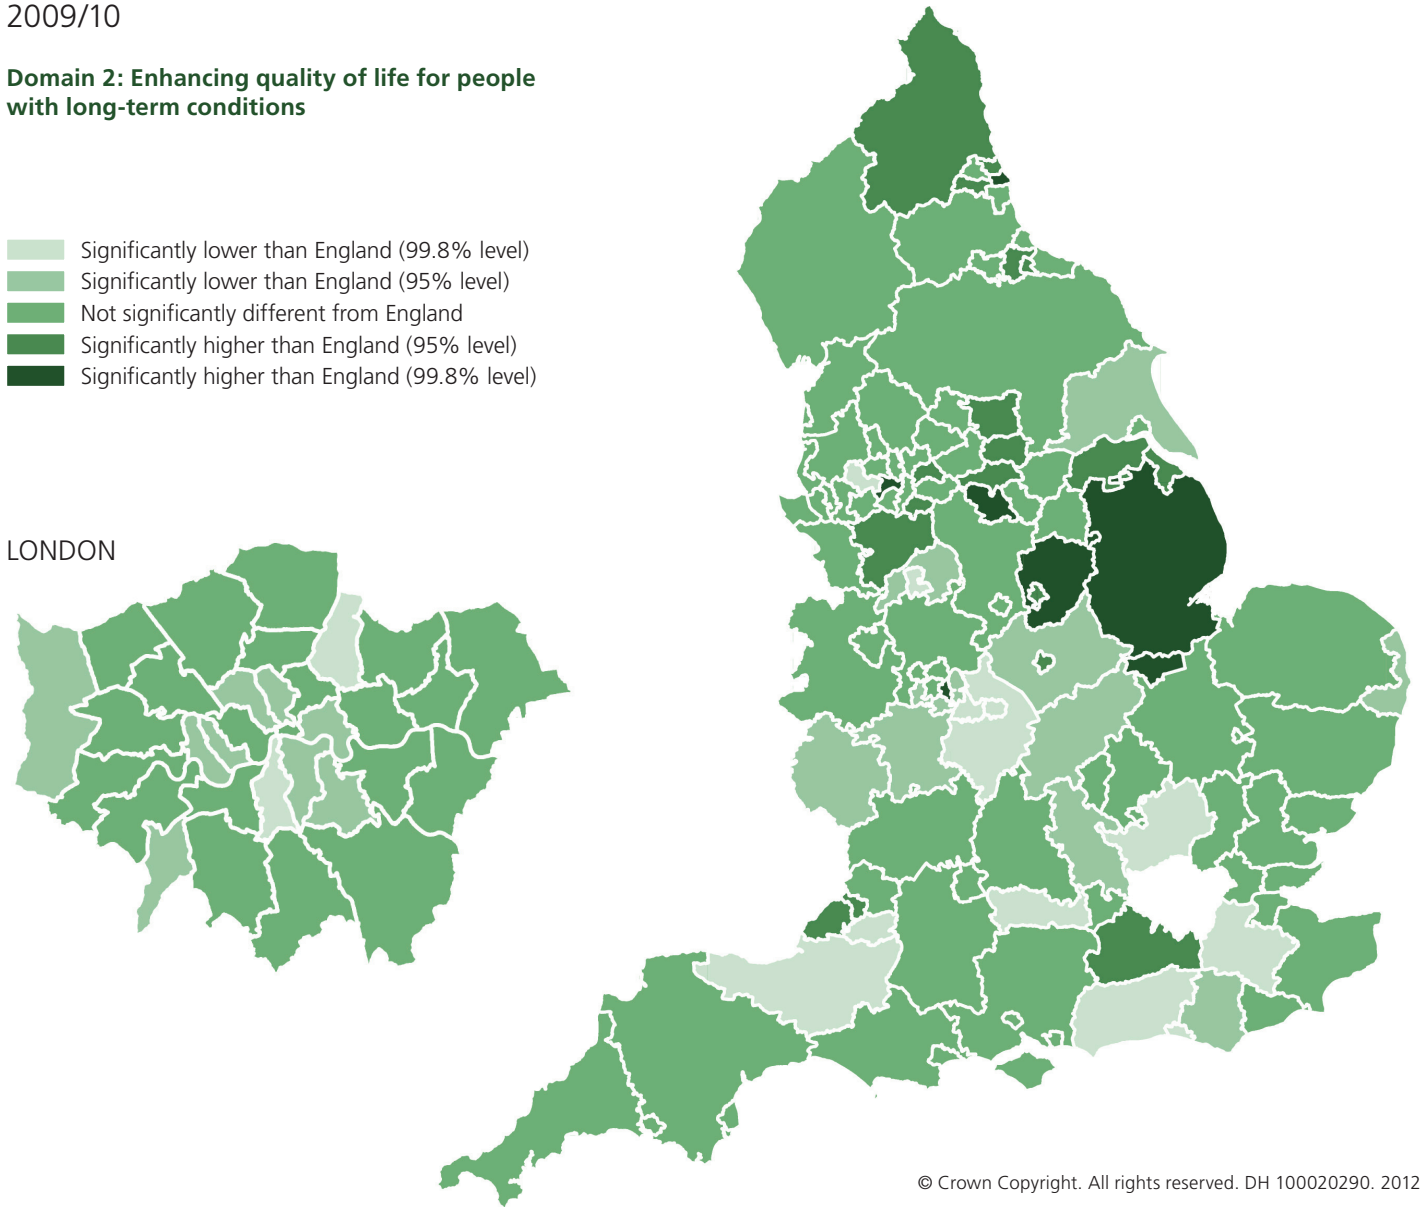 2009/10
Domain 2: Enhancing quality of life for people
with long-term conditions
Significantly lower than England (99.8% level)
Significantly lower than England (95% level)
Not significantly different from England
Significantly higher than England (95% level)
Significantly higher than England (99.8% level)
LONDON
© Crown Copyright. All rights reserved. DH 100020290. 2012